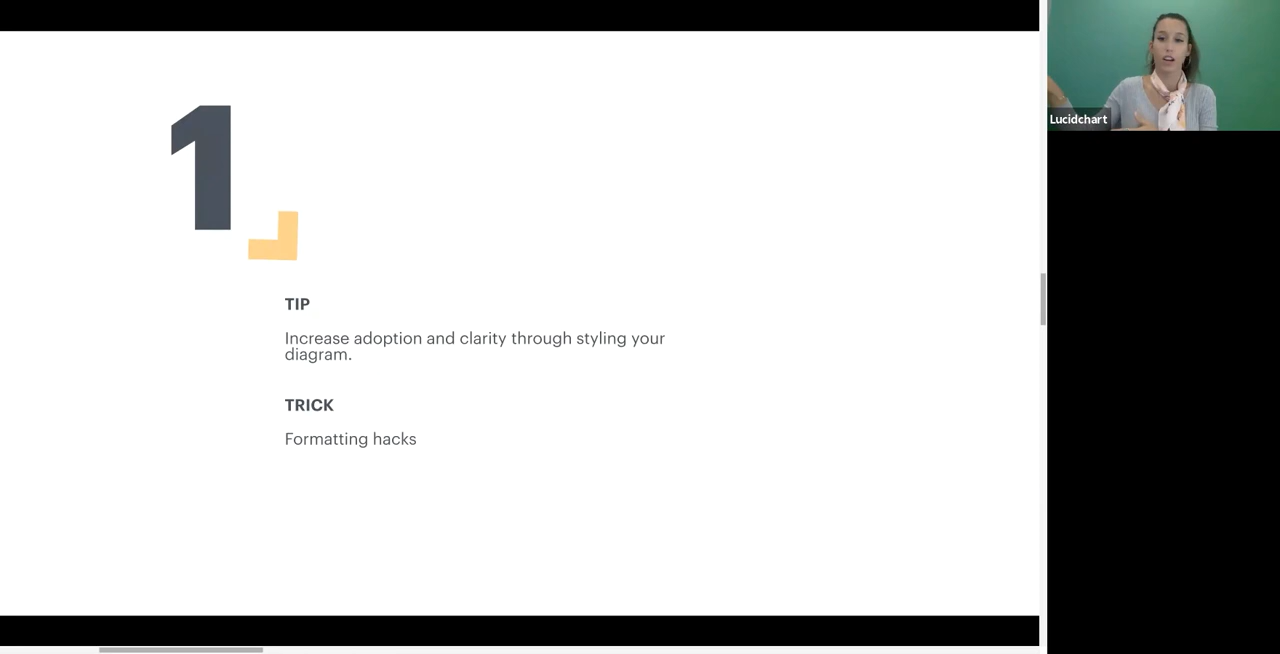 1
TIP
Increase adoption and clarity through styling your
diagram.
TRICK
Formatting hacks
Lucidchart